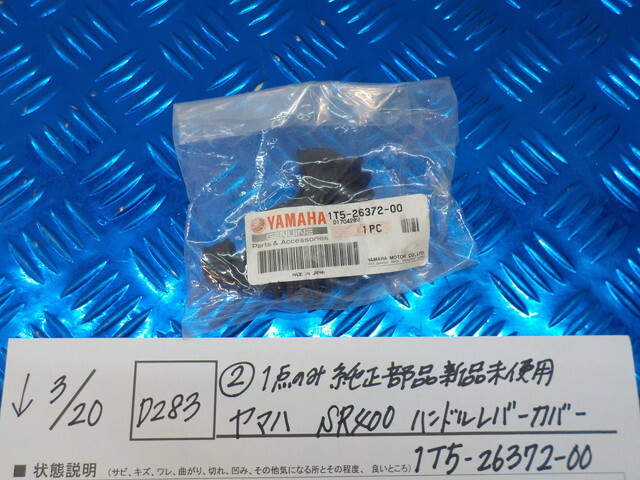 YAMAHA
GENUINE
Parts & Accessories
1T5-26372-00
D170428U
1 PC
MADE IN JAPAN
YAMAHA MOTOR CO.,LTD.
↓ 3/20 D283 ② 1点のみ 純正部品新品未使用
ヤマハ SR400 ハンドルレバーカバー
1T5-26372-00
■ 状態説明 (サビ、キズ、ワレ、曲がり、切れ、凹み、その他気になる所とその程度、良いところ)